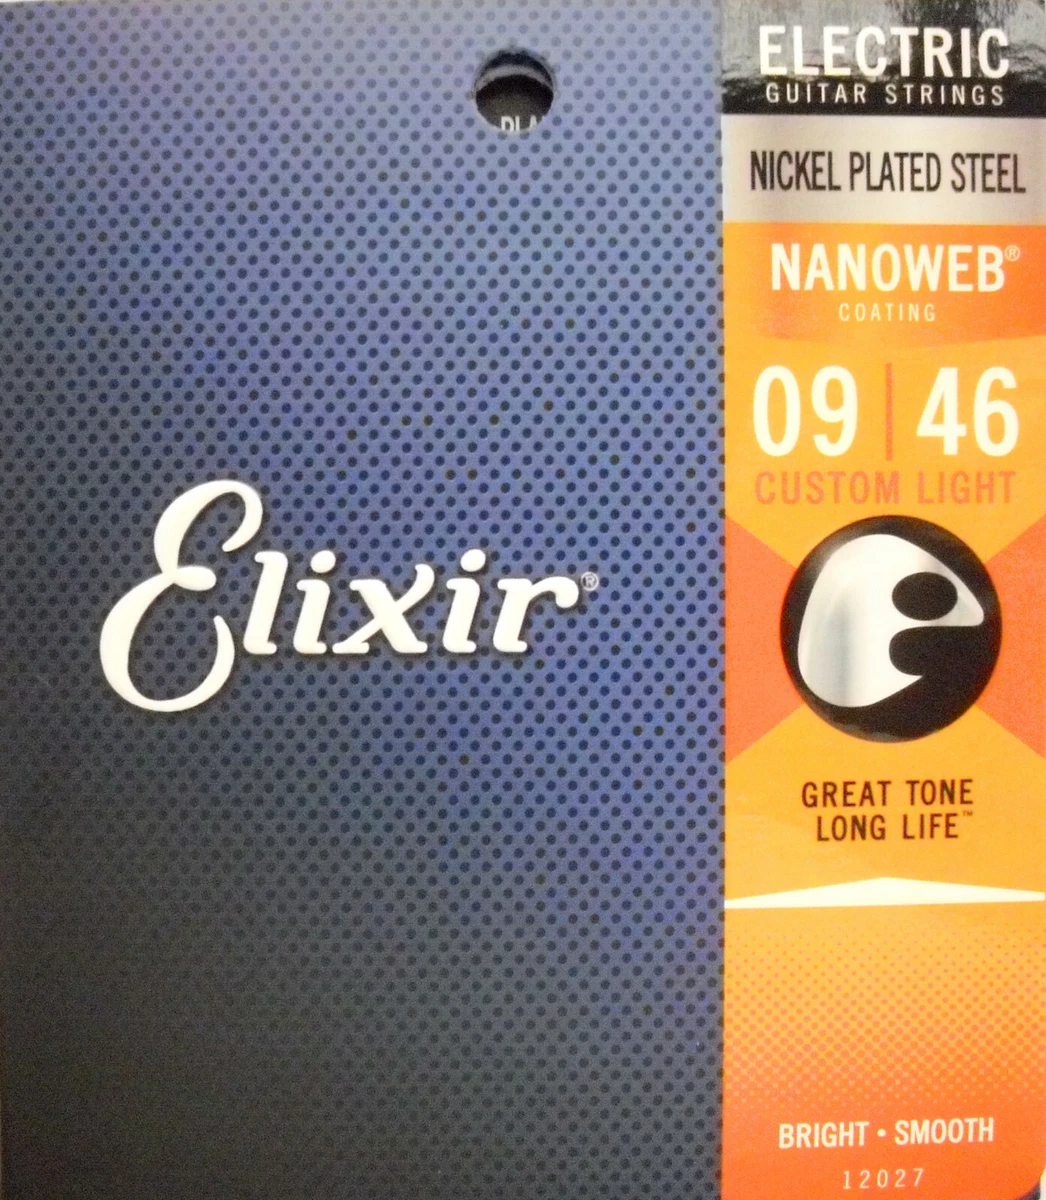 ELECTRIC
GUITAR STRINGS
NICKEL PLATED STEEL
NANOWEB®
COATING
09 | 46
CUSTOM LIGHT
Elixir®
GREAT TONE
LONG LIFE™
BRIGHT • SMOOTH
12027